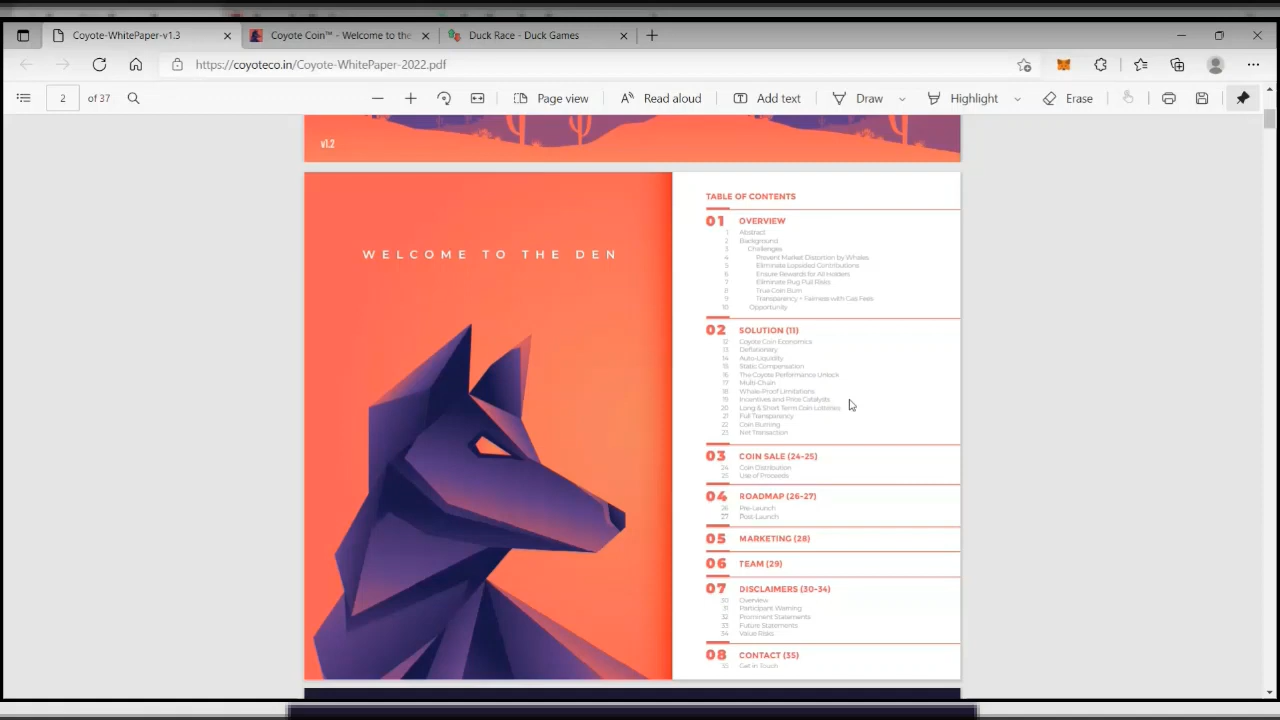 Coyote-WhitePaper-v1.3
Coyote Coin™ - Welcome to the
Duck Race - Duck Games
https://coyoteco.in/Coyote-WhitePaper-2022.pdf
2 of 37
Page view
Read aloud
Add text
Draw
Highlight
Erase
v1.2
WELCOME TO THE DEN
TABLE OF CONTENTS
01 OVERVIEW
1 Abstract
2 Background
3 Challenges
4 Prevent Market Distortion by Whales
5 Eliminate Lopsided Contributions
6 Ensure Rewards for All Holders
7 Eliminate Rug Pull Risks
8 True Coin Burn
9 Transparency + Fairness with Gas Fees
10 Opportunity
02 SOLUTION (11)
12 Coyote Coin Economics
13 Deflationary
14 Auto-Liquidity
15 Static Compensation
16 The Coyote Performance Unlock
17 Multi-Chain
18 Whale-Proof Limitations
19 Incentives and Price Catalysts
20 Long & Short Term Coin Lotteries
21 Full Transparency
22 Coin Burning
23 Net Transaction
03 COIN SALE (24-25)
24 Coin Distribution
25 Use of Proceeds
04 ROADMAP (26-27)
26 Pre-Launch
27 Post-Launch
05 MARKETING (28)
06 TEAM (29)
07 DISCLAIMERS (30-34)
30 Overview
31 Participant Warning
32 Prominent Statements
33 Future Statements
34 Value Risks
08 CONTACT (35)
35 Get in Touch